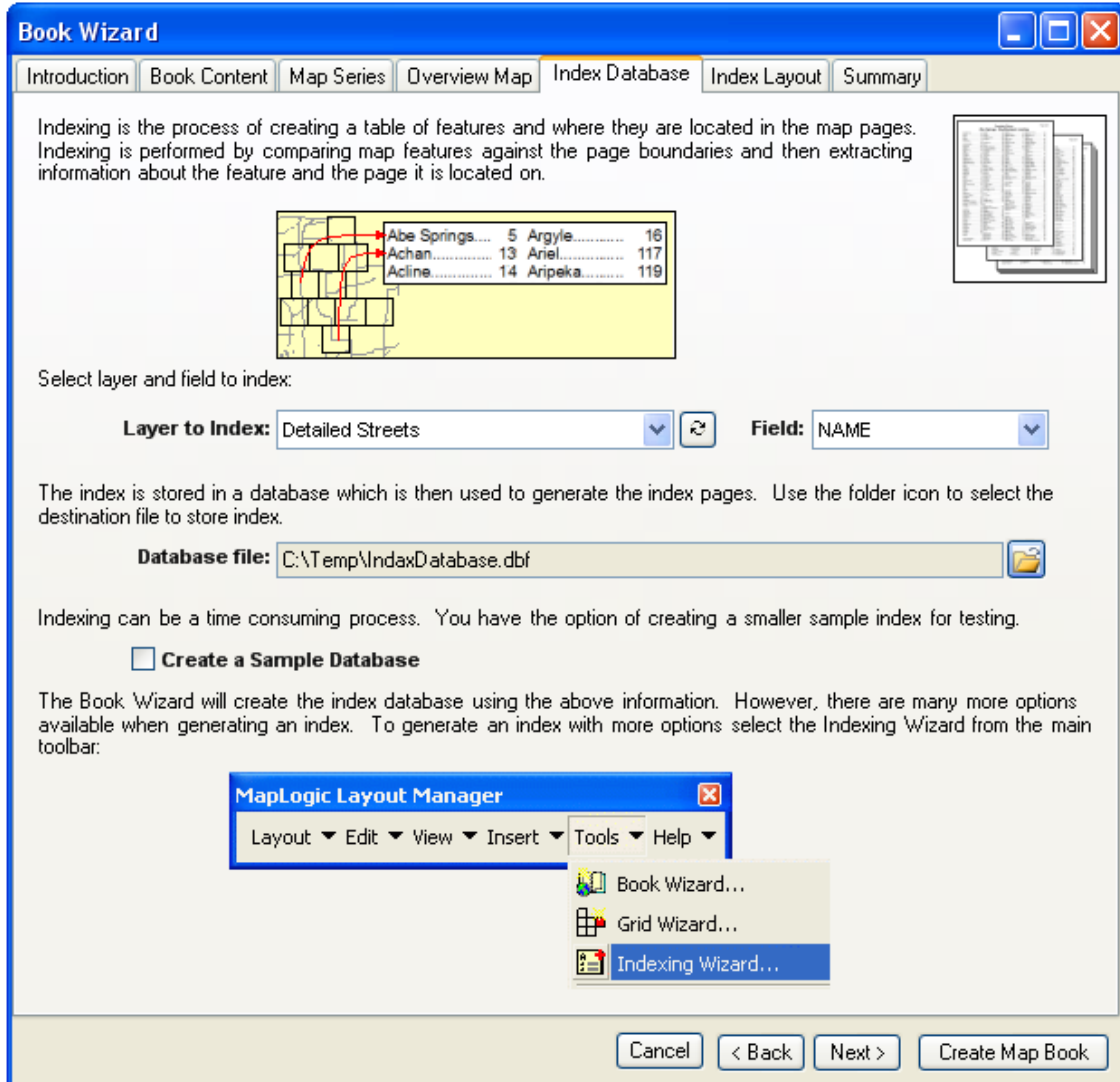 Book Wizard
Introduction Book Content Map Series Overview Map Index Database Index Layout Summary
Indexing is the process of creating a table of features and where they are located in the map pages.
Indexing is performed by comparing map features against the page boundaries and then extracting
information about the feature and the page it is located on.
Abe Springs.... 5 Argyle............ 16
Achan.............. 13 Ariel.............. 117
Acline.............. 14 Aripeka.......... 119
Select layer and field to index:
Layer to Index: Detailed Streets Field: NAME
The index is stored in a database which is then used to generate the index pages. Use the folder icon to select the
destination file to store index.
Database file: C:\Temp\IndaxDatabase.dbf
Indexing can be a time consuming process. You have the option of creating a smaller sample index for testing.
Create a Sample Database
The Book Wizard will create the index database using the above information. However, there are many more options
available when generating an index. To generate an index with more options select the Indexing Wizard from the main
toolbar:
MapLogic Layout Manager
Layout Edit View Insert Tools Help
Book Wizard...
Grid Wizard...
Indexing Wizard...
Cancel < Back Next > Create Map Book